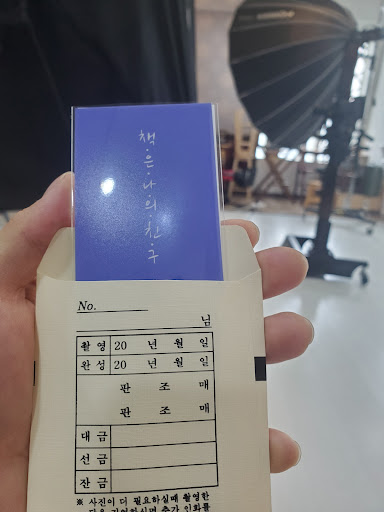 책·은·나·의·친·구
No.
님
촬영 20 년 월 일
완성 20 년 월 일
판 조 매
판 조 매
대금
선금
잔금
※ 사진이 더 필요하실때 촬영한